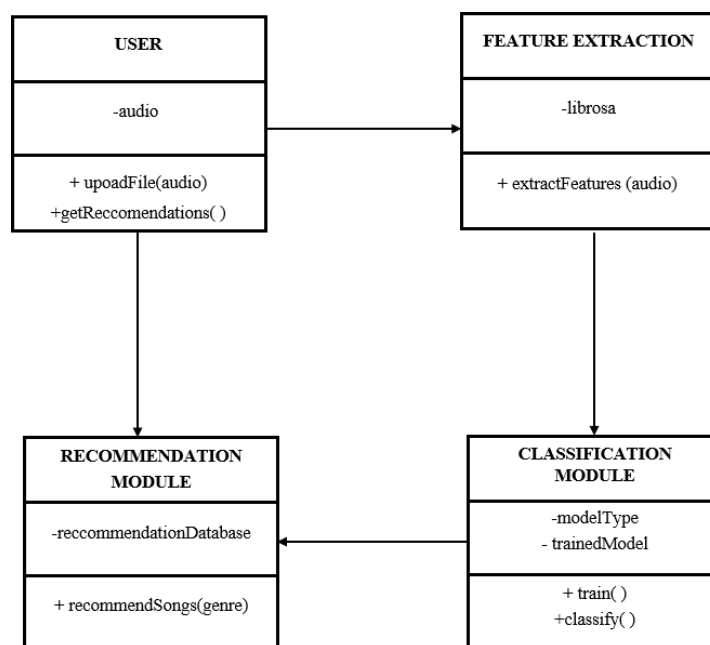 USER
-audio
+ upoadFile(audio)
+getReccomendations( )
FEATURE EXTRACTION
-librosa
+ extractFeatures (audio)
RECOMMENDATION
MODULE
-reccommendationDatabase
+ recommendSongs(genre)
CLASSIFICATION
MODULE
-modelType
- trainedModel
+ train( )
+classify( )